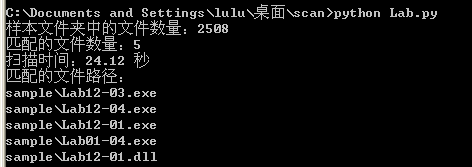 C:\Documents and Settings\lulu\桌面\scan>python Lab.py
样本文件夹中的文件数量：2508
匹配的文件数量：5
扫描时间：24.12 秒
匹配的文件路径：
sample\Lab12-03.exe
sample\Lab12-04.exe
sample\Lab12-01.exe
sample\Lab01-04.exe
sample\Lab12-01.dll